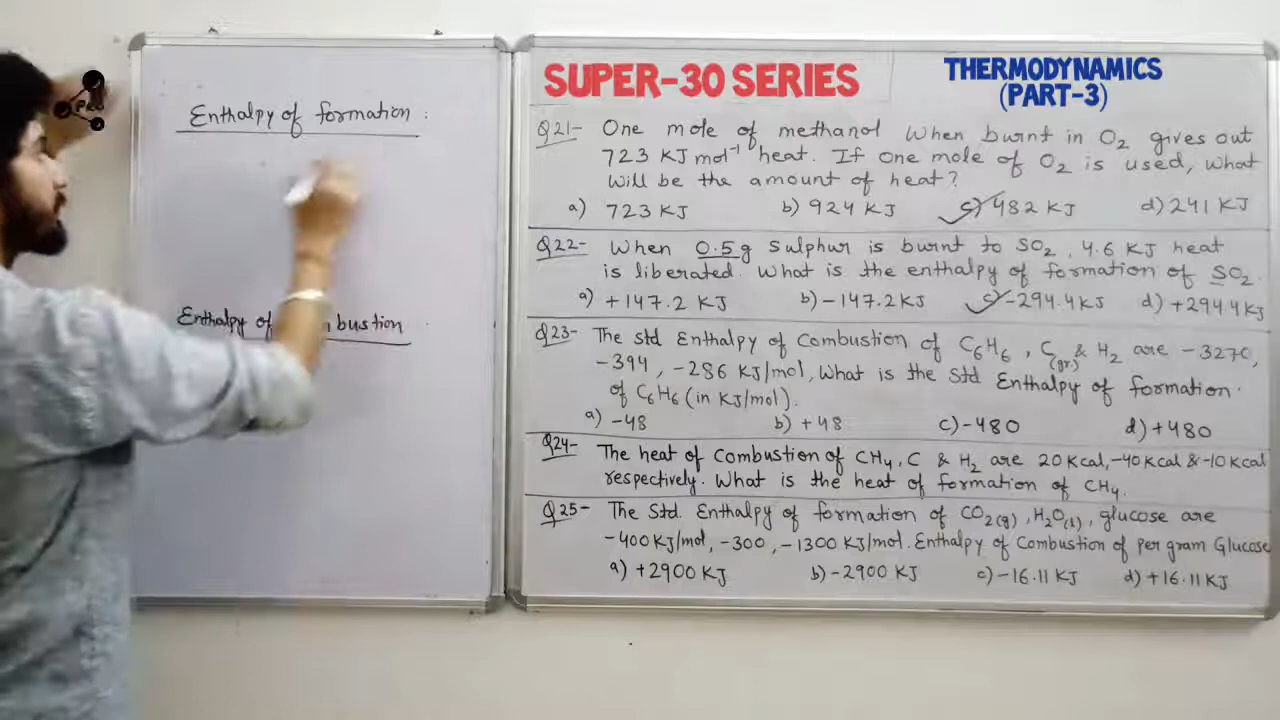 Enthalpy of formation :
Enthalpy of bustion
SUPER-30 SERIES
THERMODYNAMICS
(PART-3)
Q21- One mole of methanol when burnt in O2 gives out
723 KJ mol⁻¹ heat. If one mole of O2 is used, what
will be the amount of heat?
a) 723 KJ b) 924 KJ c) 482 KJ d) 241 KJ
Q22- When 0.5g Sulphur is burnt to SO2, 4.6 KJ heat
is liberated. What is the enthalpy of formation of SO2.
a) +147.2 KJ b) -147.2KJ c) -294.4KJ d) +294.4KJ
Q23- The std Enthalpy of Combustion of C6H6, C(gr.) & H2 are -3270,
-394, -286 KJ/mol, What is the Std Enthalpy of formation.
of C6H6 (in KJ/mol).
a) -48 b) +48 c) -480 d) +480
Q24- The heat of Combustion of CH4, C & H2 are 20 Kcal, -40 Kcal & -10 Kcal
respectively. What is the heat of formation of CH4.
Q25- The Std. Enthalpy of formation of CO2(g), H2O(l), glucose are
-400 KJ/mol, -300, -1300 KJ/mol. Enthalpy of Combustion of per gram Glucose
a) +2900 KJ b) -2900 KJ c) -16.11 KJ d) +16.11 KJ